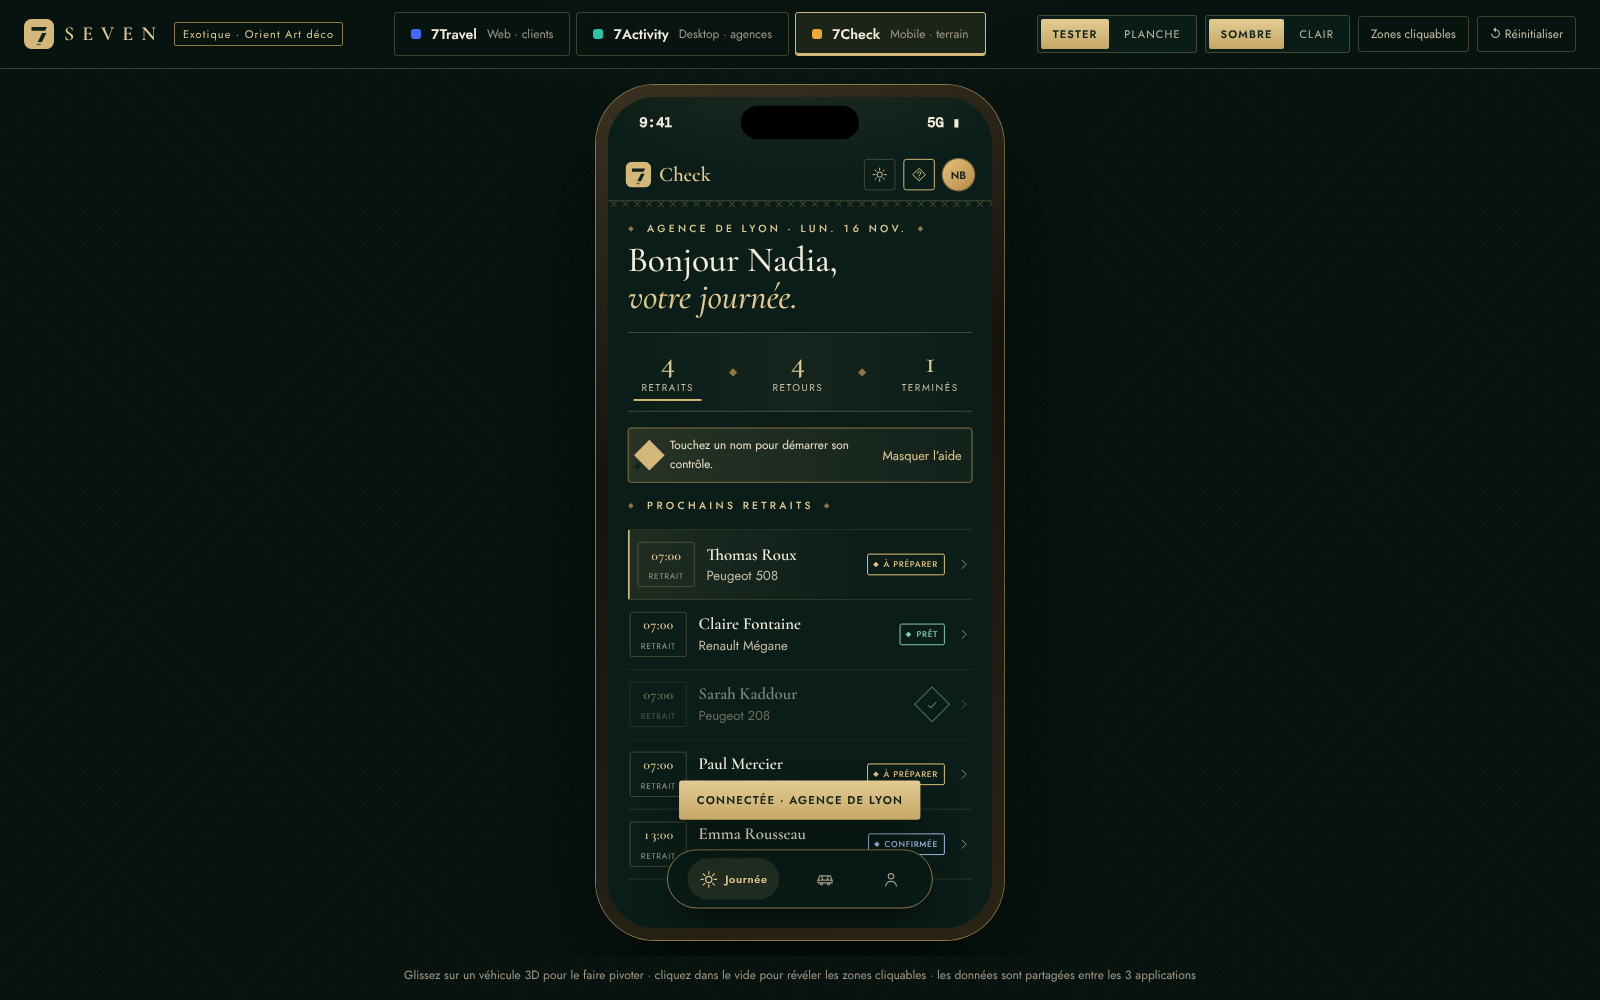 7 SEVEN Exotique · Orient Art déco
7Travel Web · clients
7Activity Desktop · agences
7Check Mobile · terrain
TESTER PLANCHE
SOMBRE CLAIR
Zones cliquables
Réinitialiser
9:41 5G
7 Check ? NB
AGENCE DE LYON · LUN. 16 NOV.
Bonjour Nadia,
votre journée.
4 4 1
RETRAITS RETOURS TERMINÉS
Touchez un nom pour démarrer son
contrôle.
Masquer l'aide
PROCHAINS RETRAITS
07:00 Thomas Roux À PRÉPARER
RETRAIT Peugeot 508
07:00 Claire Fontaine PRÊT
RETRAIT Renault Mégane
07:00 Sarah Kaddour
RETRAIT Peugeot 208
07:00 Paul Mercier À PRÉPARER
RETRAIT
CONNECTÉE · AGENCE DE LYON
13:00 Emma Rousseau CONFIRMÉE
RETRAIT
Journée
Glissez sur un véhicule 3D pour le faire pivoter · cliquez dans le vide pour révéler les zones cliquables · les données sont partagées entre les 3 applications